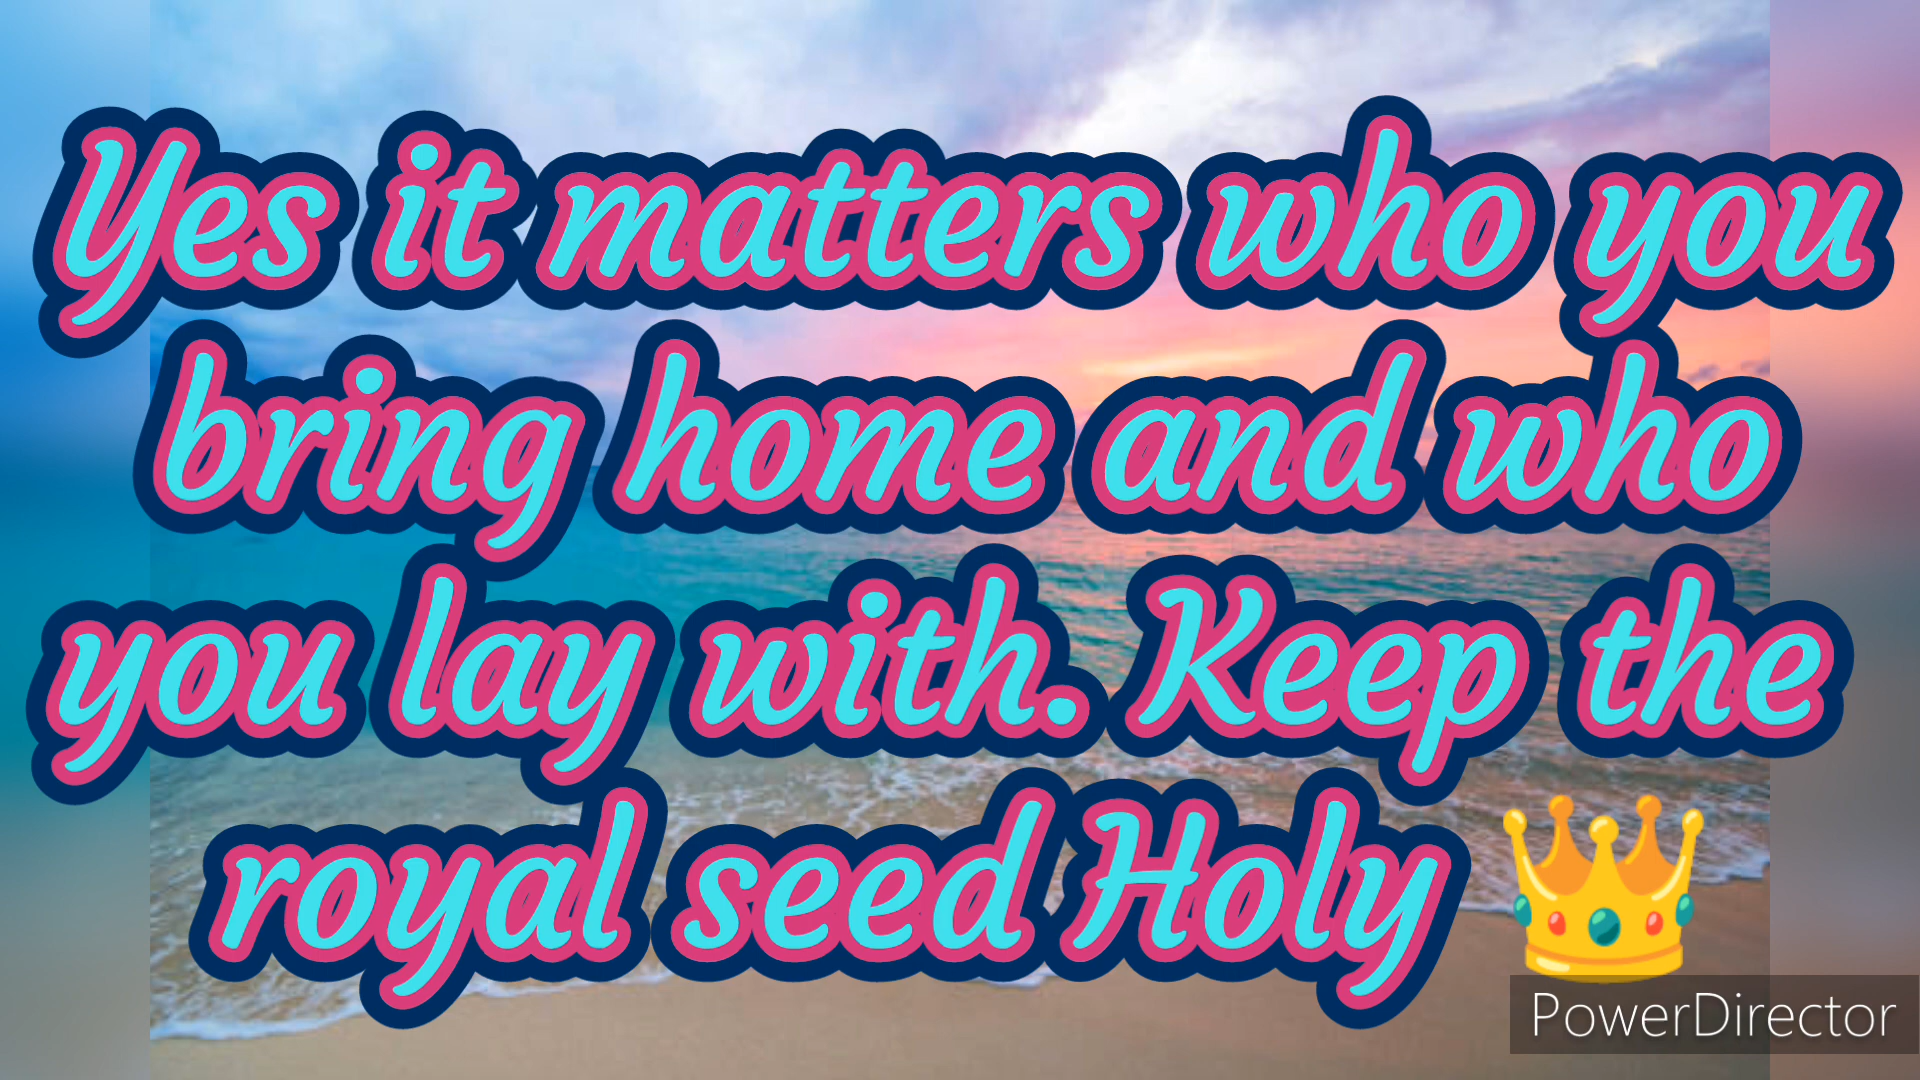 Yes it matters who you
bring home and who
you lay with. Keep the
royal seed Holy 👑
PowerDirector